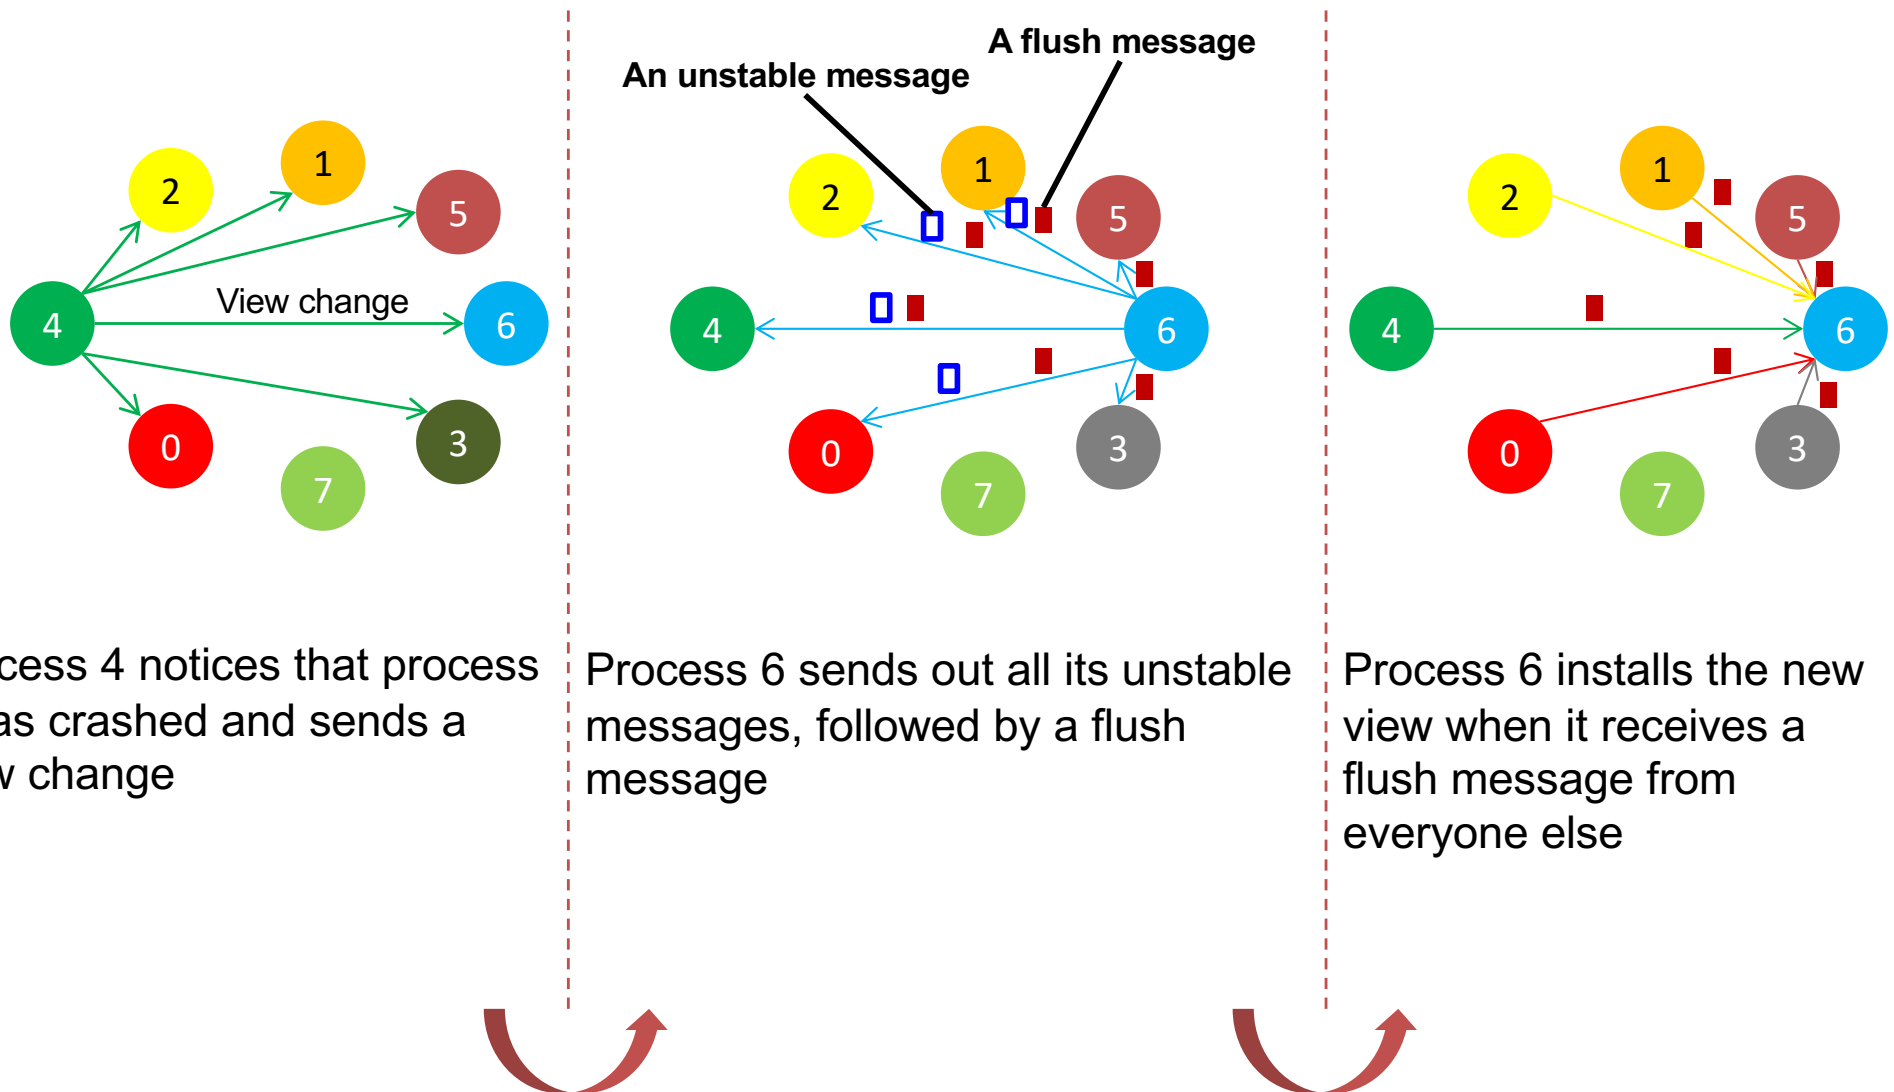 A flush message
An unstable message
1
2
5
View change
4
6
0
3
7
1
2
5
4
6
0
3
7
1
2
5
4
6
0
3
7
cess 4 notices that process
as crashed and sends a
w change
Process 6 sends out all its unstable
messages, followed by a flush
message
Process 6 installs the new
view when it receives a
flush message from
everyone else